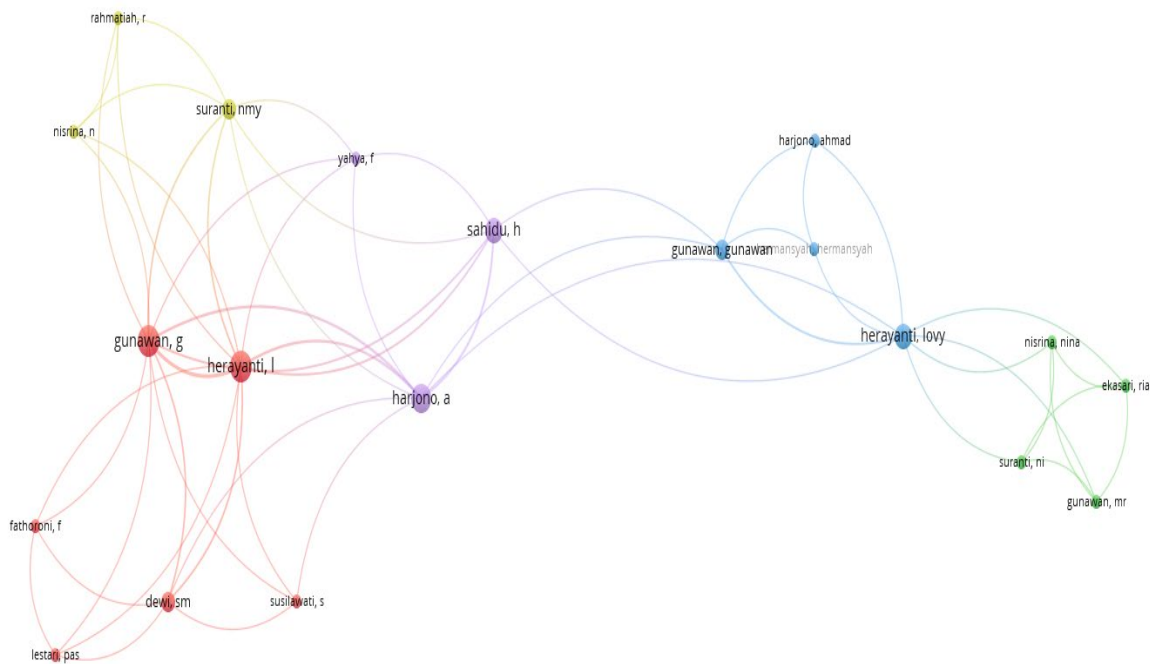 rahmatiah, r
suranti, nmy
nisrina, n
yahya, f
harjono, ahmad
sahidu, h
gunawan, gunawan
hermansyah, hermansyah
gunawan, g
herayanti, l
harjono, a
herayanti, lovy
nisrina, nina
ekasari, ria
suranti, ni
gunawan, mr
fathoroni, f
dewi, sm
susilawati, s
lestari, pas